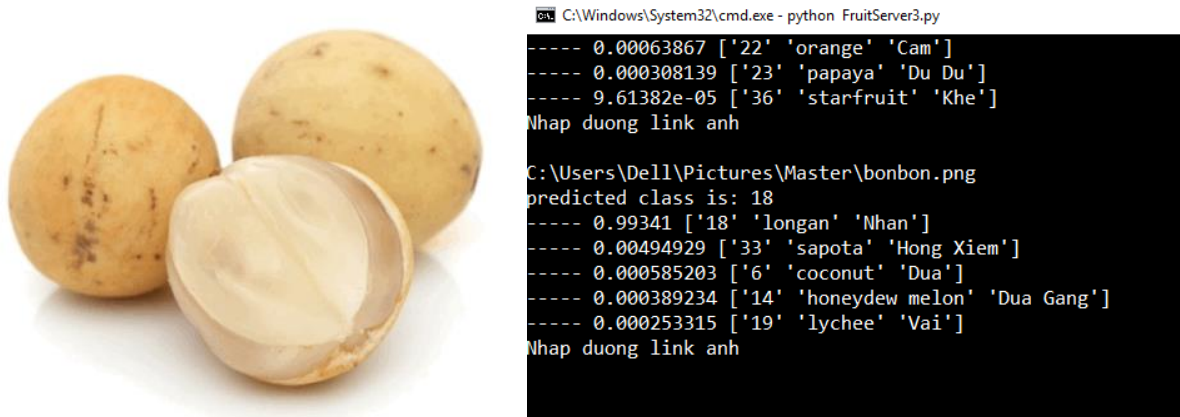 C:\Windows\System32\cmd.exe - python  FruitServer3.py
----- 0.00063867 ['22' 'orange' 'Cam']
----- 0.000308139 ['23' 'papaya' 'Du Du']
----- 9.61382e-05 ['36' 'starfruit' 'Khe']
Nhap duong link anh
C:\Users\Dell\Pictures\Master\bonbon.png
predicted class is: 18
----- 0.99341 ['18' 'longan' 'Nhan']
----- 0.00494929 ['33' 'sapota' 'Hong Xiem']
----- 0.000585203 ['6' 'coconut' 'Dua']
----- 0.000389234 ['14' 'honeydew melon' 'Dua Gang']
----- 0.000253315 ['19' 'lychee' 'Vai']
Nhap duong link anh